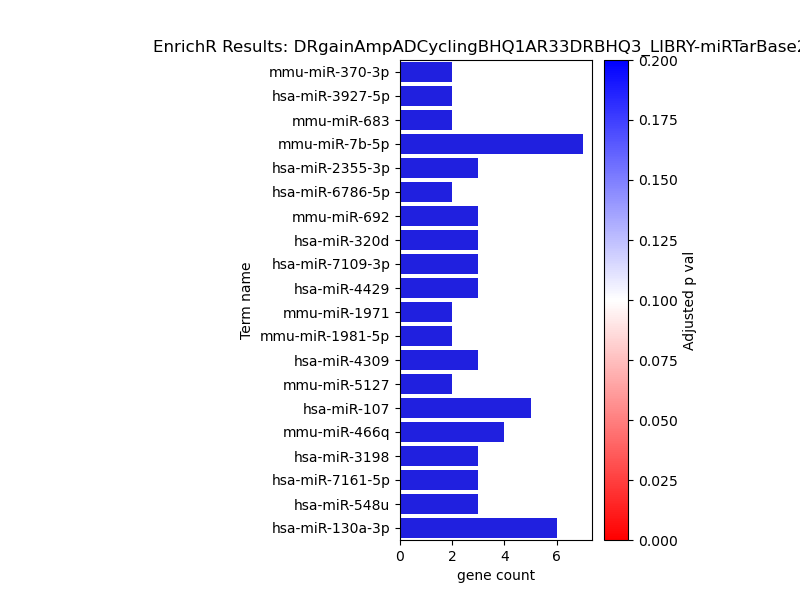 EnrichR Results: DRgainAmpADCyclingBHQ1AR33DRBHQ3_LIBRY-miRTarBase2
mmu-miR-370-3p
hsa-miR-3927-5p
mmu-miR-683
mmu-miR-7b-5p
hsa-miR-2355-3p
hsa-miR-6786-5p
mmu-miR-692
hsa-miR-320d
hsa-miR-7109-3p
hsa-miR-4429
mmu-miR-1971
mmu-miR-1981-5p
hsa-miR-4309
mmu-miR-5127
hsa-miR-107
mmu-miR-466q
hsa-miR-3198
hsa-miR-7161-5p
hsa-miR-548u
hsa-miR-130a-3p
Term name
0 2 4 6
gene count
0.200
0.175
0.150
0.125
0.100
0.075
0.050
0.025
0.000
Adjusted p val